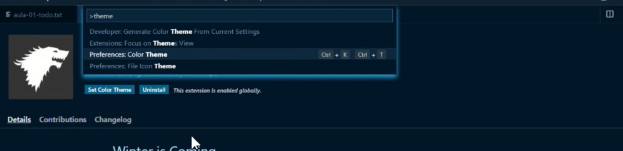 aula-01-todo.txt
>theme
Developer: Generate Color Theme From Current Settings
Extensions: Focus on Themes View
Preferences: Color Theme Ctrl + K Ctrl + T
Preferences: File Icon Theme
Set Color Theme Uninstall This extension is enabled globally.
Details Contributions Changelog
Winter is Coming